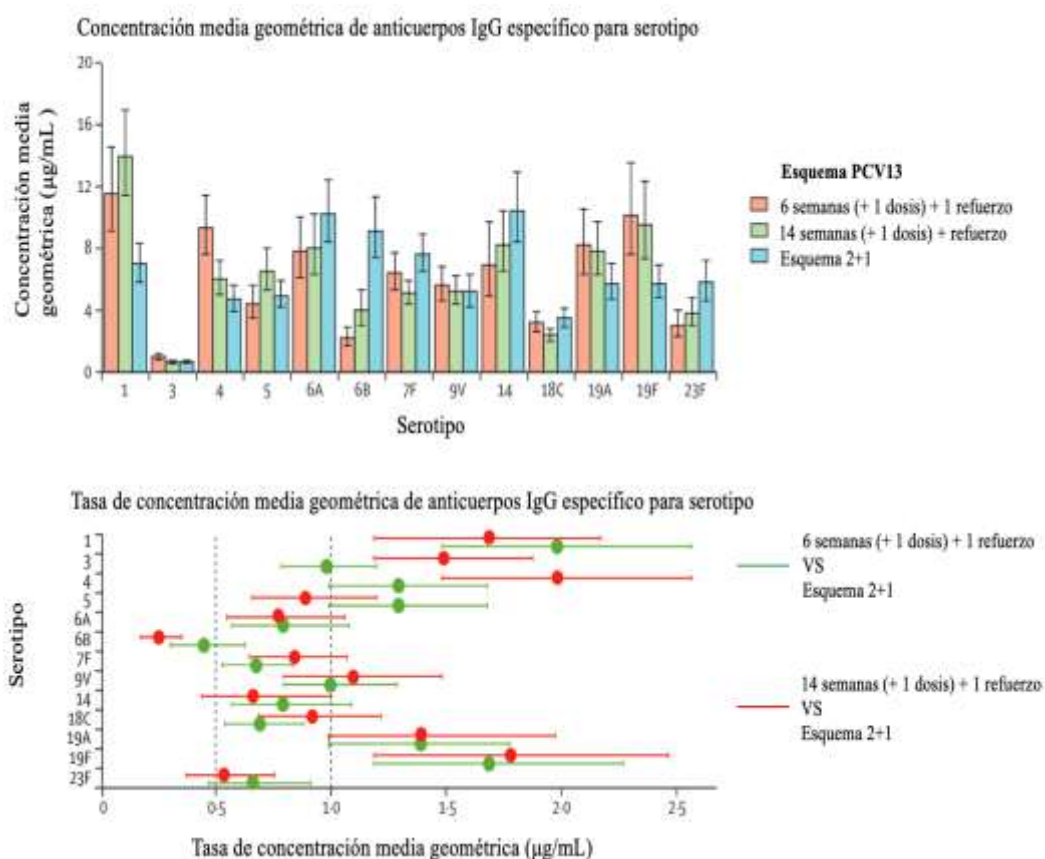 Concentración media geométrica de anticuerpos IgG específico para serotipo
Concentración media
geométrica (µg/mL)
20
16
12
8
4
0
1 3 4 5 6A 6B 7F 9V 14 18C 19A 19F 23F
Serotipo
Esquema PCV13
6 semanas (+ 1 dosis) + 1 refuerzo
14 semanas (+ 1 dosis) + refuerzo
Esquema 2+1
Tasa de concentración media geométrica de anticuerpos IgG específico para serotipo
Serotipo
1
3
4
5
6A
6B
7F
9V
14
18C
19A
19F
23F
0 0·5 1·0 1·5 2·0 2·5
Tasa de concentración media geométrica (µg/mL)
6 semanas (+ 1 dosis) + 1 refuerzo
VS
Esquema 2+1
14 semanas (+ 1 dosis) + 1 refuerzo
VS
Esquema 2+1